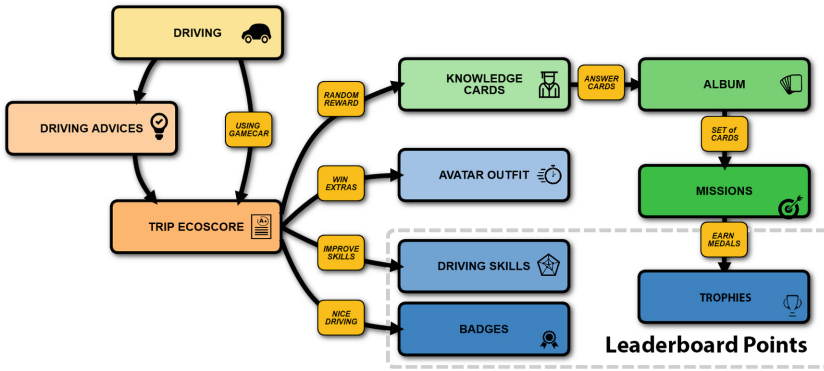 DRIVING
DRIVING ADVICES
USING
GAMECAR
TRIP ECOSCORE
A+
RANDOM
REWARD
KNOWLEDGE
CARDS
ANSWER
CARDS
ALBUM
SET of
CARDS
WIN
EXTRAS
AVATAR OUTFIT
MISSIONS
EARN
MEDALS
IMPROVE
SKILLS
DRIVING SKILLS
TROPHIES
NICE
DRIVING
BADGES
Leaderboard Points